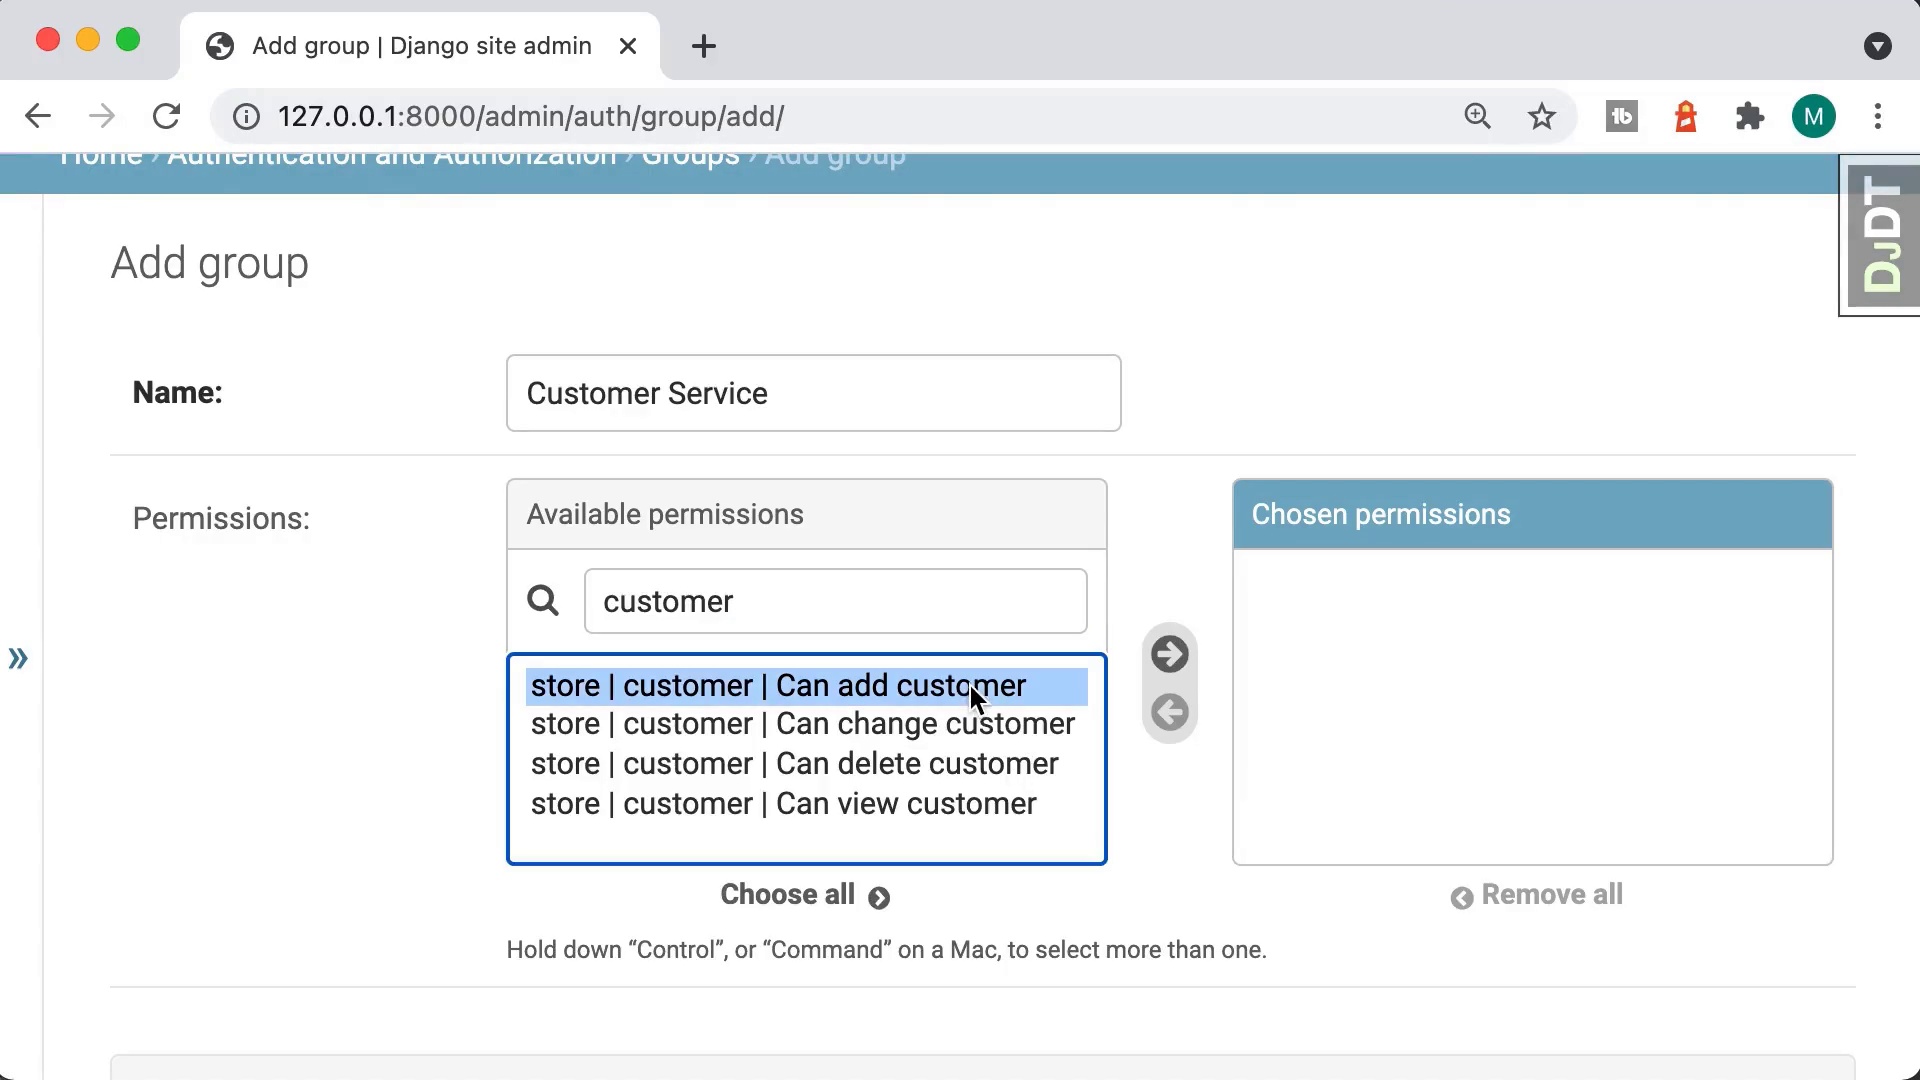 Add group | Django site admin
127.0.0.1:8000/admin/auth/group/add/
M
Home › Authentication and Authorization › Groups › Add group
DJDT
Add group
Name:
Customer Service
Permissions:
Available permissions
Chosen permissions
customer
store | customer | Can add customer
store | customer | Can change customer
store | customer | Can delete customer
store | customer | Can view customer
Choose all
Remove all
Hold down “Control”, or “Command” on a Mac, to select more than one.